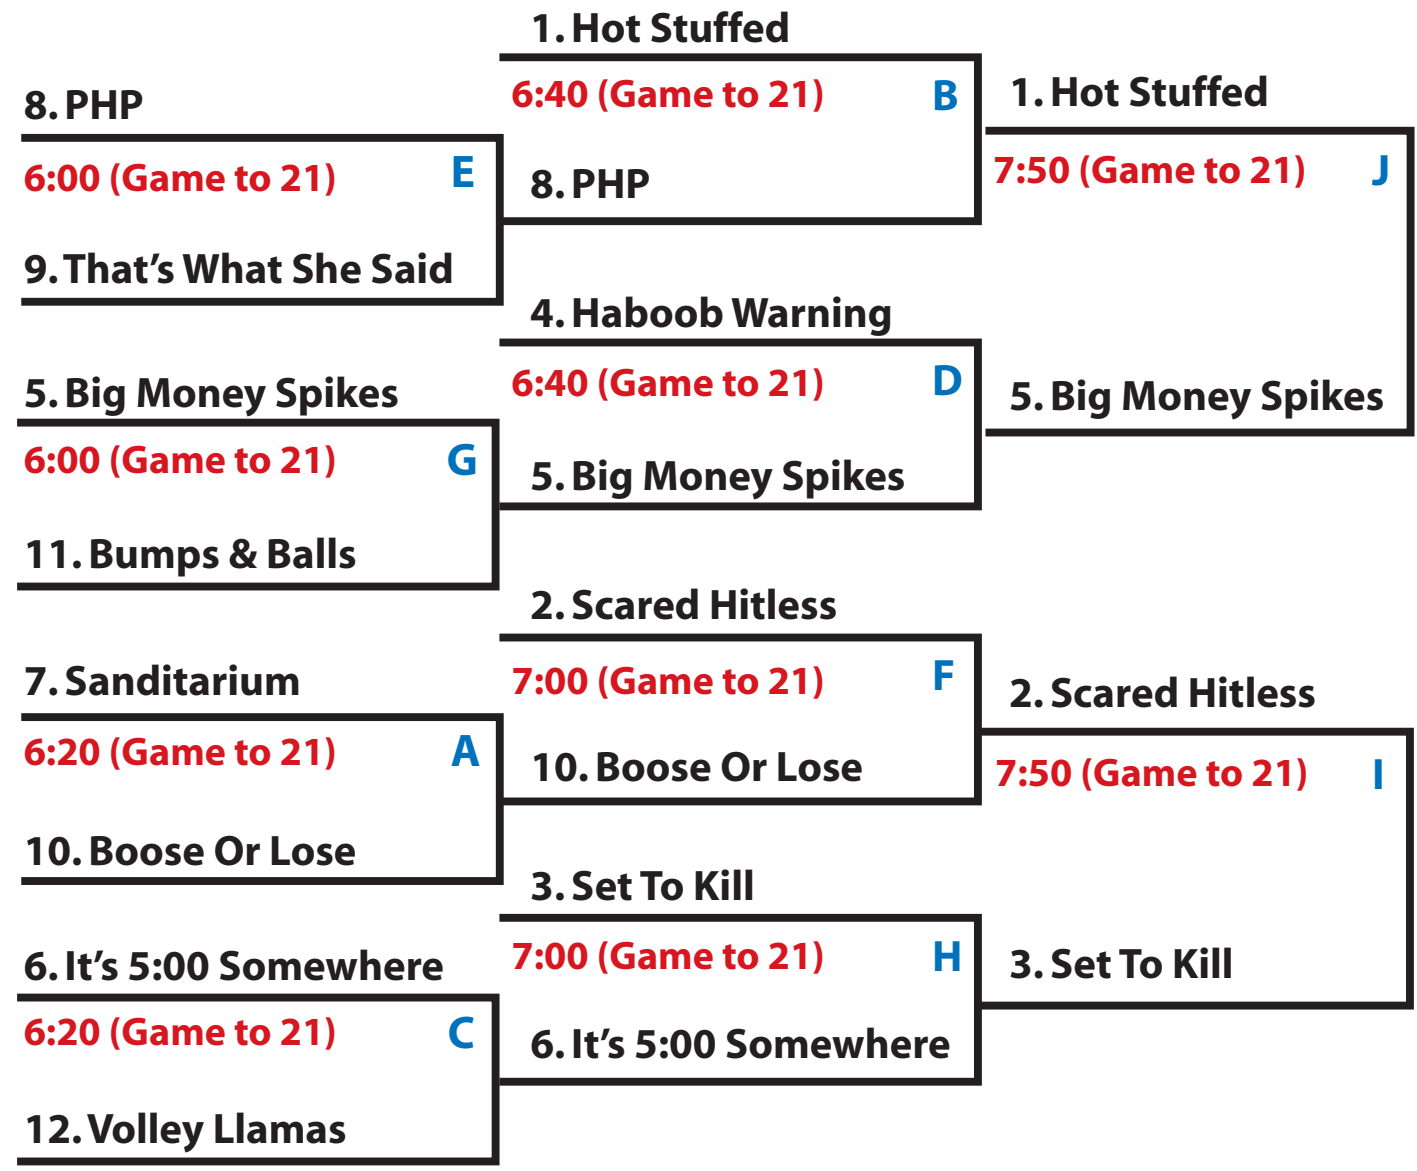 8. PHP
6:00 (Game to 21) E
9. That's What She Said
5. Big Money Spikes
6:00 (Game to 21) G
11. Bumps & Balls
7. Sanditarium
6:20 (Game to 21) A
10. Boose Or Lose
6. It's 5:00 Somewhere
6:20 (Game to 21) C
12. Volley Llamas
1. Hot Stuffed
6:40 (Game to 21) B
8. PHP
4. Haboob Warning
6:40 (Game to 21) D
5. Big Money Spikes
2. Scared Hitless
7:00 (Game to 21) F
10. Boose Or Lose
3. Set To Kill
7:00 (Game to 21) H
6. It's 5:00 Somewhere
1. Hot Stuffed
7:50 (Game to 21) J
5. Big Money Spikes
2. Scared Hitless
7:50 (Game to 21) I
3. Set To Kill